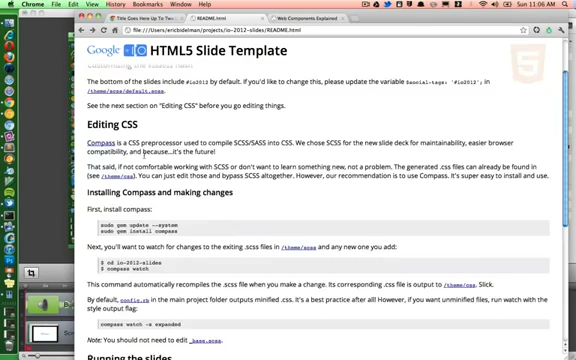 Chrome File Edit View History Bookmarks Window Help
Sun 11:06 AM
Title Goes Here Up To Two
README.html
Web Components Explained
file:///Users/ericbidelman/projects/io-2012-slides/README.html
Google IO HTML5 Slide Template
The bottom of the slides include #io2012 by default. If you'd like to change this, please update the variable $social-tags: '#io2012'; in
/theme/scss/default.scss.
See the next section on "Editing CSS" before you go editing things.
Editing CSS
Compass is a CSS preprocessor used to compile SCSS/SASS into CSS. We chose SCSS for the new slide deck for maintainability, easier browser
compatibility, and because...it's the future!
That said, if not comfortable working with SCSS or don't want to learn something new, not a problem. The generated .css files can already be found in
(see /theme/css). You can just edit those and bypass SCSS altogether. However, our recommendation is to use Compass. It's super easy to install and use.
Installing Compass and making changes
First, install compass:
sudo gem update --system
sudo gem install compass
Next, you'll want to watch for changes to the exiting .scss files in /theme/scss and any new one you add:
$ cd io-2012-slides
$ compass watch
This command automatically recompiles the .scss file when you make a change. Its corresponding .css file is output to /theme/css. Slick.
By default, config.rb in the main project folder outputs minified .css. It's a best practice after all! However, if you want unminified files, run watch with the
style output flag:
compass watch -s expanded
Note: You should not need to edit _base.scss.
Running the slides